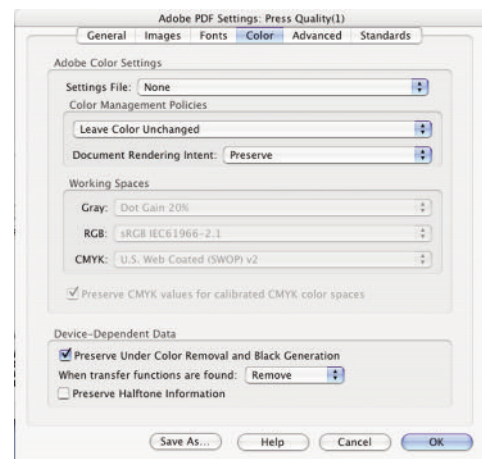 Adobe PDF Settings: Press Quality(1)
General Images Fonts Color Advanced Standards
Adobe Color Settings
Settings File: None
Color Management Policies
Leave Color Unchanged
Document Rendering Intent: Preserve
Working Spaces
Gray: Dot Gain 20%
RGB: sRGB IEC61966-2.1
CMYK: U.S. Web Coated (SWOP) v2
Preserve CMYK values for calibrated CMYK color spaces
Device-Dependent Data
Preserve Under Color Removal and Black Generation
When transfer functions are found: Remove
Preserve Halftone Information
Save As... Help Cancel OK